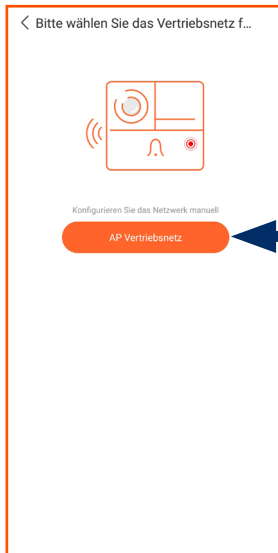 Bitte wählen Sie das Vertriebsnetz f...
Konfigurieren Sie das Netzwerk manuell
AP Vertriebsnetz